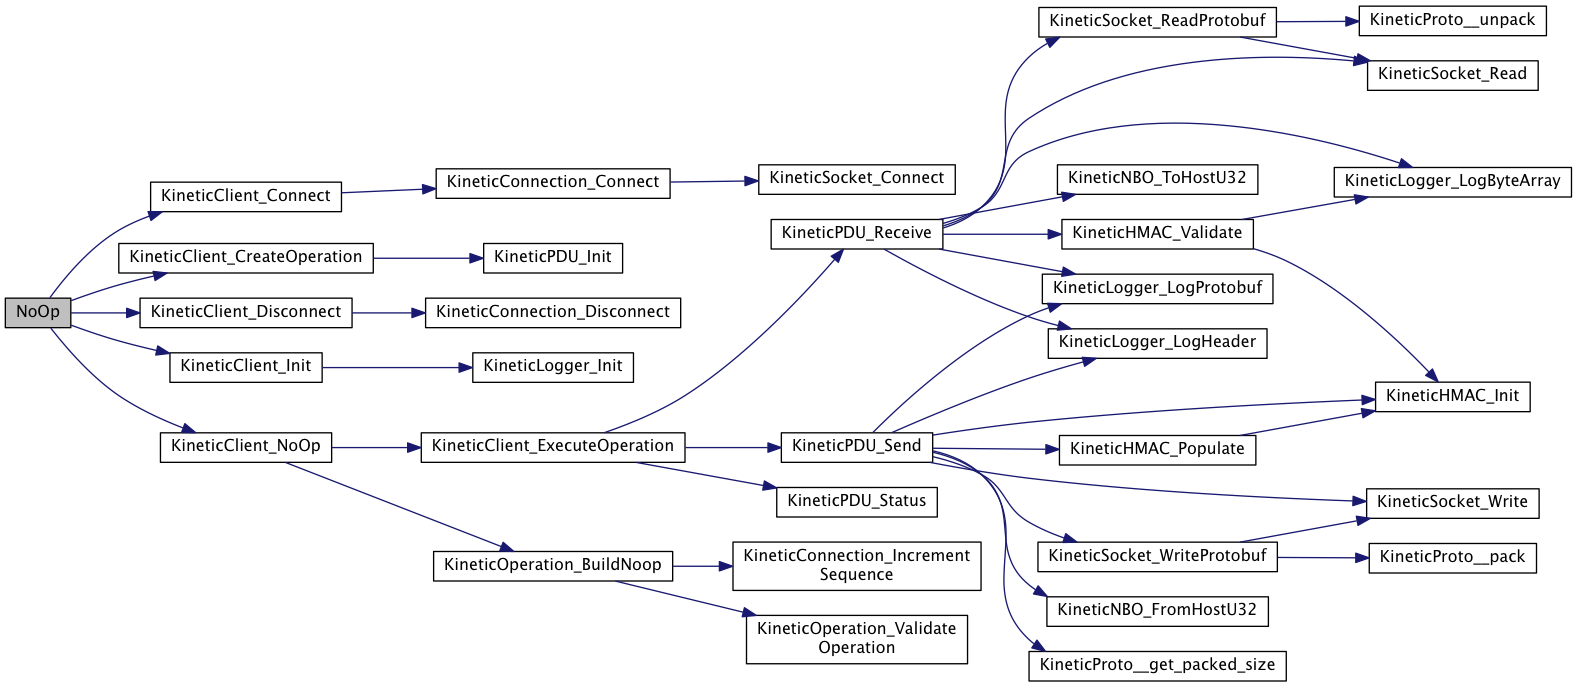 NoOp
KineticClient_Connect
KineticConnection_Connect
KineticSocket_Connect
KineticClient_CreateOperation
KineticPDU_Init
KineticClient_Disconnect
KineticConnection_Disconnect
KineticClient_Init
KineticLogger_Init
KineticClient_NoOp
KineticClient_ExecuteOperation
KineticPDU_Receive
KineticSocket_ReadProtobuf
KineticProto__unpack
KineticSocket_Read
KineticLogger_LogByteArray
KineticNBO_ToHostU32
KineticHMAC_Validate
KineticLogger_LogProtobuf
KineticLogger_LogHeader
KineticHMAC_Init
KineticPDU_Send
KineticHMAC_Populate
KineticSocket_Write
KineticSocket_WriteProtobuf
KineticProto__pack
KineticNBO_FromHostU32
KineticProto__get_packed_size
KineticPDU_Status
KineticOperation_BuildNoop
KineticConnection_Increment
Sequence
KineticOperation_Validate
Operation